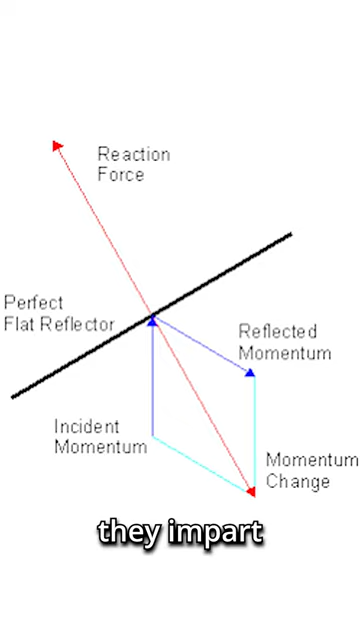 Reaction
Force
Perfect
Flat Reflector
Reflected
Momentum
Incident
Momentum
Momentum
Change
they impart